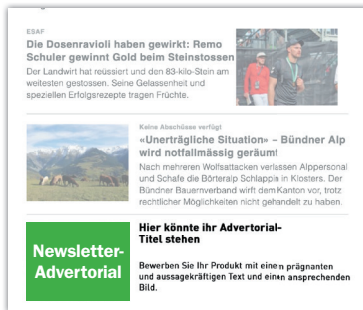 ESAF
Die Dosenravioli haben gewirkt: Remo
Schuler gewinnt Gold beim Steinstossen
Der Landwirt hat reüssiert und den 83-kilo-Stein am
weitesten gestossen. Seine Gelassenheit und
speziellen Erfolgsrezepte tragen Früchte.
Keine Abschüsse verfügt
«Unerträgliche Situation» – Bündner Alp
wird notfallmässig geräumt
Nach mehreren Wolfsattacken verlassen Alppersonal
und Schafe die Börteralp Schlappin in Klosters. Der
Bündner Bauernverband wirft dem Kanton vor, trotz
rechtlicher Möglichkeiten nicht gehandelt zu haben.
Newsletter-
Advertorial
Hier könnte ihr Advertorial-
Titel stehen
Bewerben Sie Ihr Produkt mit einem prägnanten
und aussagekräftigen Text und einem ansprechenden
Bild.